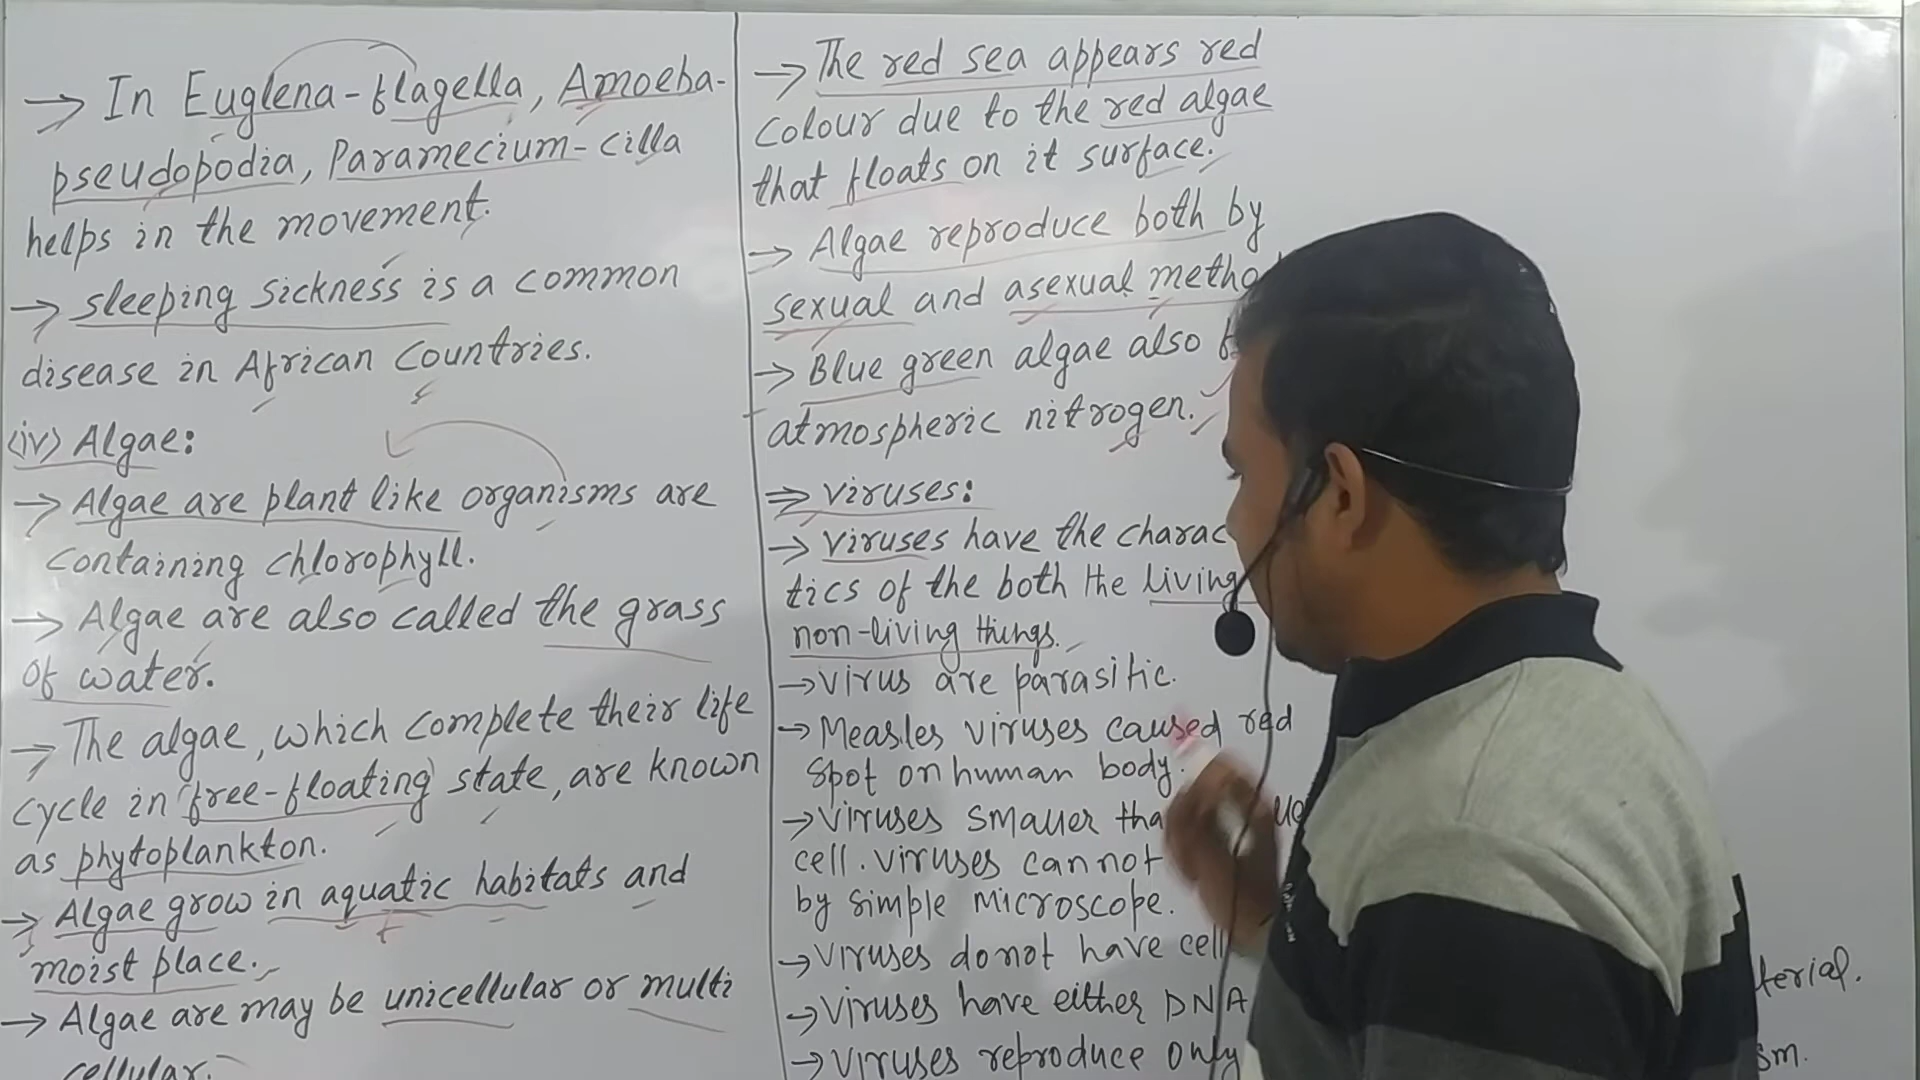 → In Euglena-flagella, Amoeba-
pseudopodia, Paramecium-cilla
helps in the movement.
→ sleeping sickness is a common
disease in African Countries.
(iv) Algae:
→ Algae are plant like organisms are
containing chlorophyll.
→ Algae are also called the grass
of water.
→ The algae, which complete their life
cycle in free-floating state, are known
as phytoplankton.
→ Algae grow in aquatic habitats and
moist place.
→ Algae are may be unicellular or multi
cellular.
→ The red sea appears red
colour due to the red algae
that floats on it surface.
→ Algae reproduce both by
sexual and asexual metho
→ Blue green algae also
atmospheric nitrogen.
⇒ viruses:
→ viruses have the charac
tics of the both the living
non-living things.
→ virus are parasitic.
→ Measles viruses caused red
spot on human body.
→ viruses smaller tha
cell. viruses cannot
by simple microscope.
→ viruses do not have cell
→ viruses have either DNA terial.
→ viruses reproduce only sm.